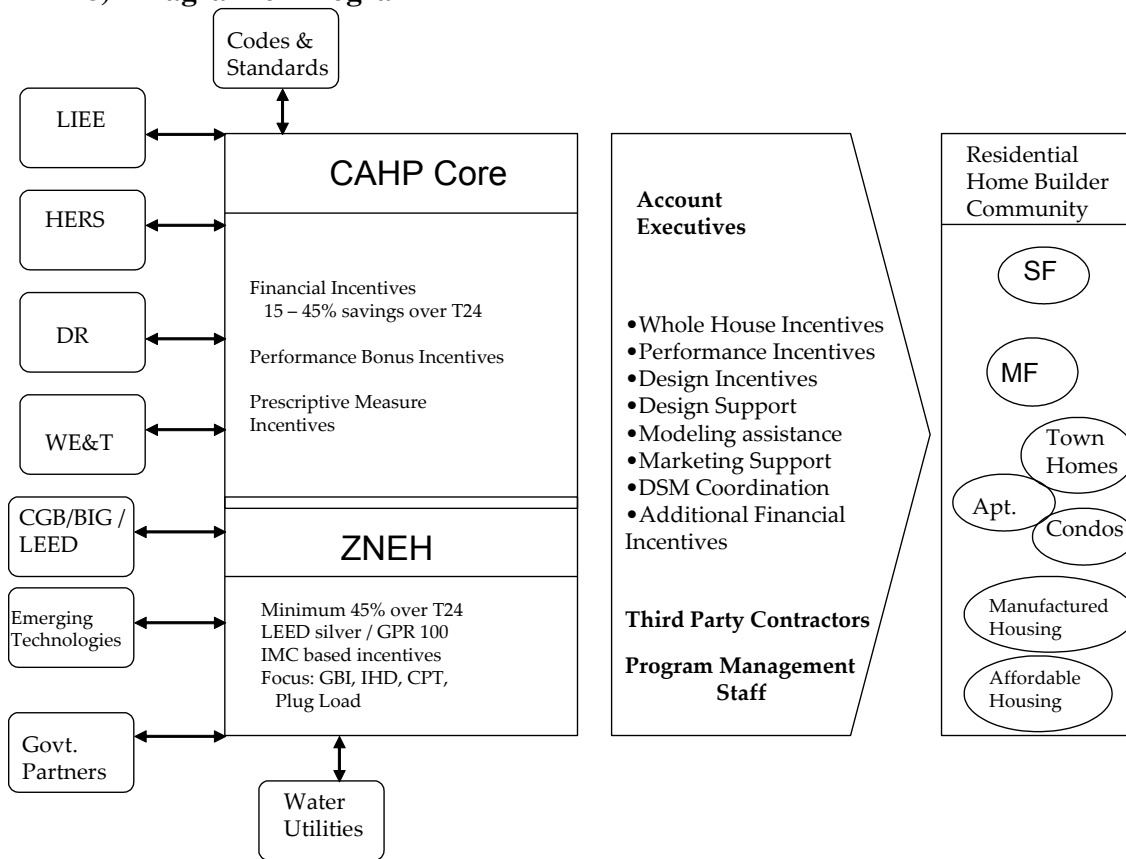 Codes &
Standards
LIEE
HERS
DR
WE&T
CGB/BIG /
LEED
Emerging
Technologies
Govt.
Partners
CAHP Core
Financial Incentives
15 – 45% savings over T24
Performance Bonus Incentives
Prescriptive Measure
Incentives
ZNEH
Minimum 45% over T24
LEED silver / GPR 100
IMC based incentives
Focus: GBI, IHD, CPT,
Plug Load
Water
Utilities
Account
Executives
•Whole House Incentives
•Performance Incentives
•Design Incentives
•Design Support
•Modeling assistance
•Marketing Support
•DSM Coordination
•Additional Financial
Incentives
Third Party Contractors
Program Management
Staff
Residential
Home Builder
Community
SF
MF
Town
Homes
Apt.
Condos
Manufactured
Housing
Affordable
Housing